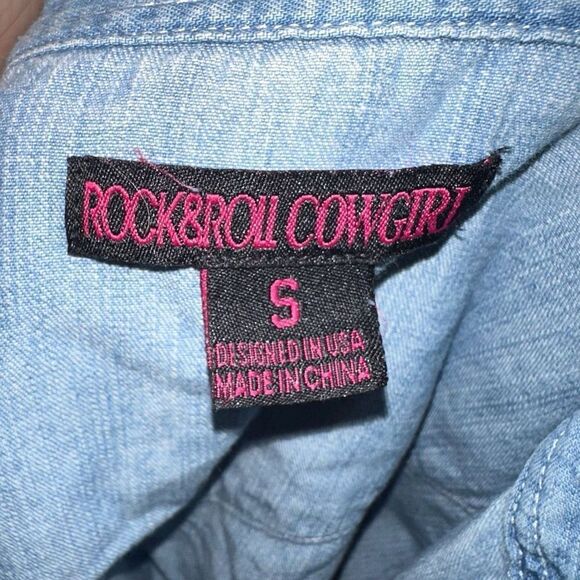 ROCK&ROLL COWGIRL
S
DESIGNED IN USA
MADE IN CHINA